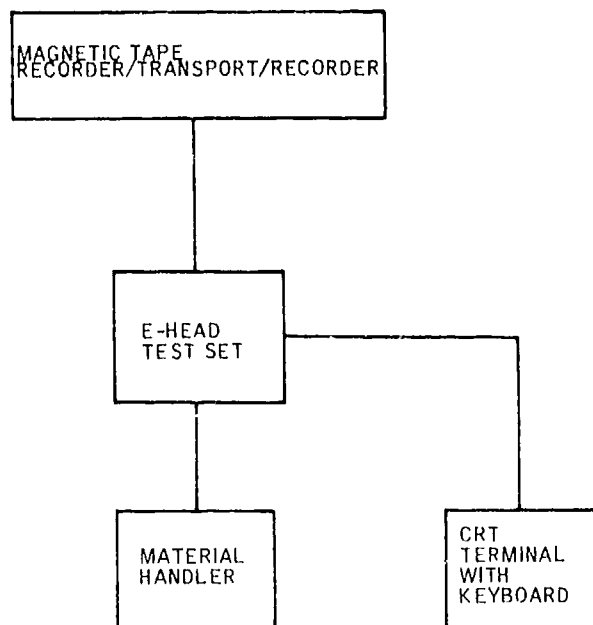 MAGNETIC TAPE
RECORDER/TRANSPORT/RECORDER
E-HEAD
TEST SET
MATERIAL
HANDLER
CRT
TERMINAL
WITH
KEYBOARD